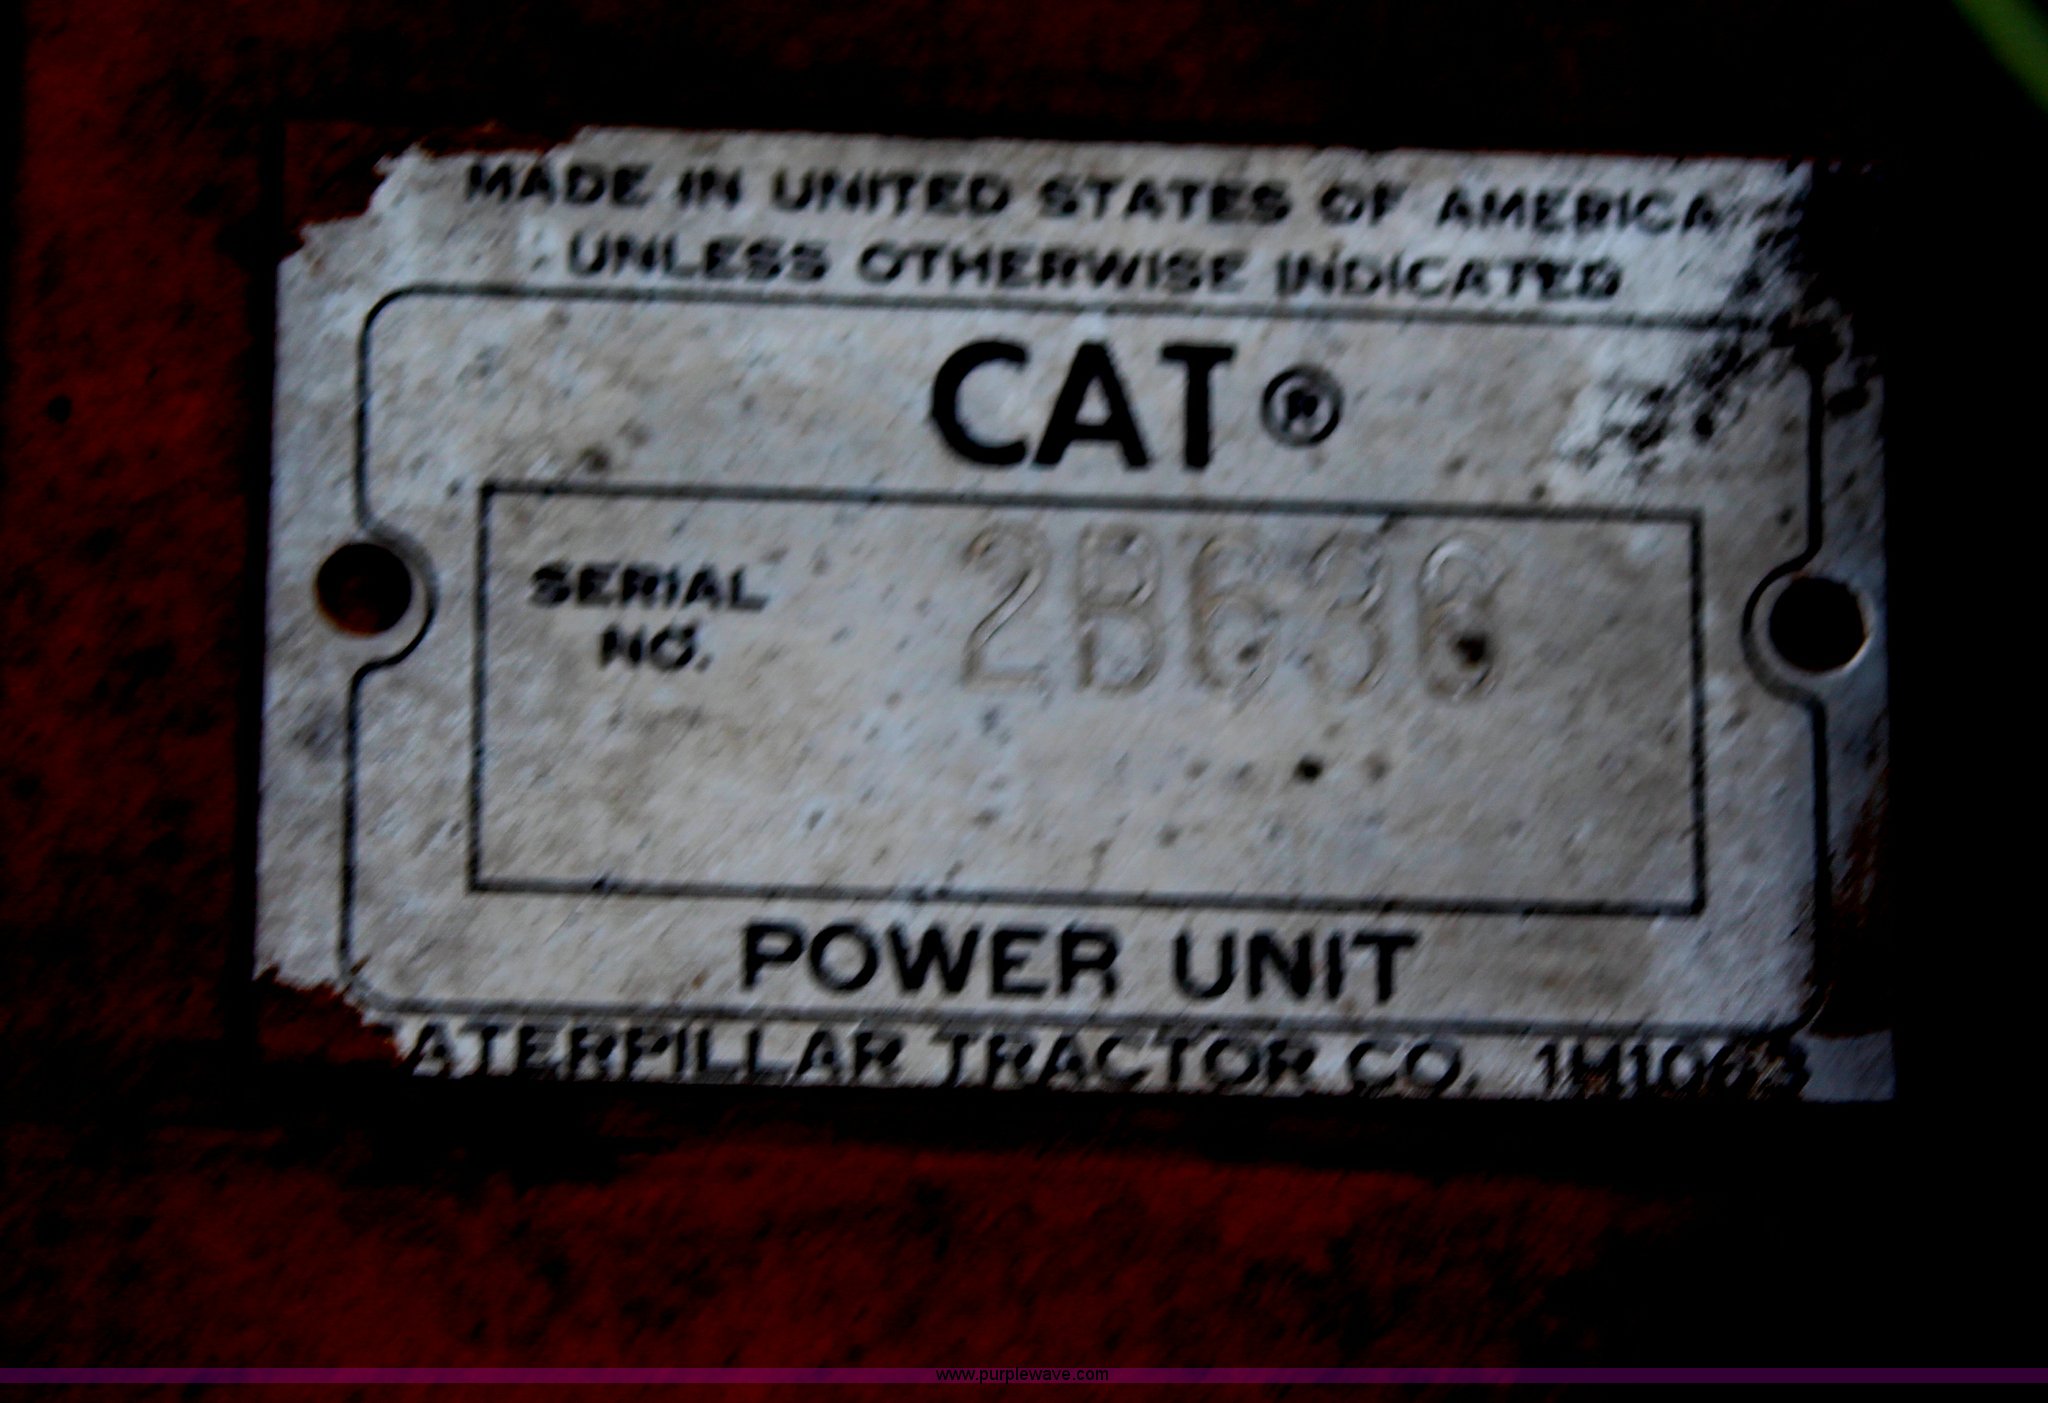 MADE IN UNITED STATES OF AMERICA
UNLESS OTHERWISE INDICATED
CAT ®
SERIAL
NO.
2B638
POWER UNIT
ATERPILLAR TRACTOR CO.
www.purplewave.com